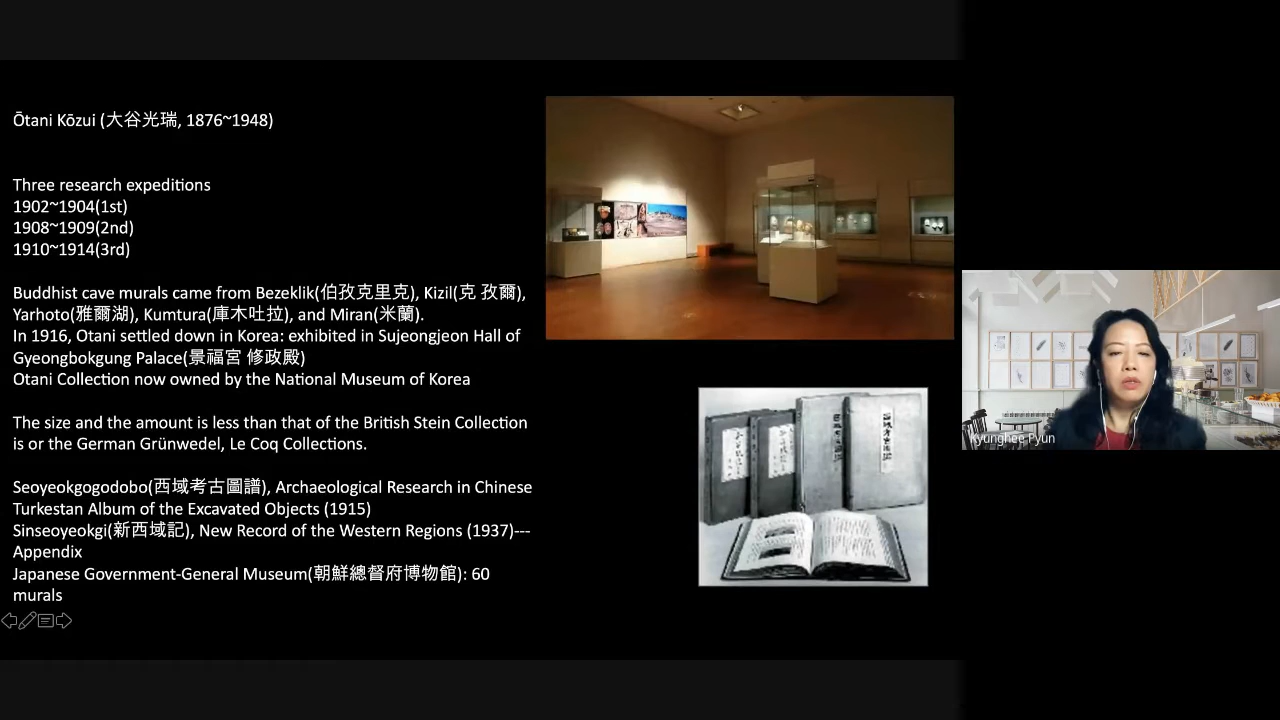 Ōtani Kōzui (大谷光瑞, 1876~1948)
Three research expeditions
1902~1904(1st)
1908~1909(2nd)
1910~1914(3rd)
Buddhist cave murals came from Bezeklik(伯孜克里克), Kizil(克 孜爾),
Yarhoto(雅爾湖), Kumtura(庫木吐拉), and Miran(米蘭).
In 1916, Otani settled down in Korea: exhibited in Sujeongjeon Hall of
Gyeongbokgung Palace(景福宮 修政殿)
Otani Collection now owned by the National Museum of Korea
The size and the amount is less than that of the British Stein Collection
is or the German Grünwedel, Le Coq Collections.
Seoyeokgogodobo(西域考古圖譜), Archaeological Research in Chinese
Turkestan Album of the Excavated Objects (1915)
Sinseoyeokgi(新西域記), New Record of the Western Regions (1937)---
Appendix
Japanese Government-General Museum(朝鮮總督府博物館): 60
murals
Kyunghee Pyun